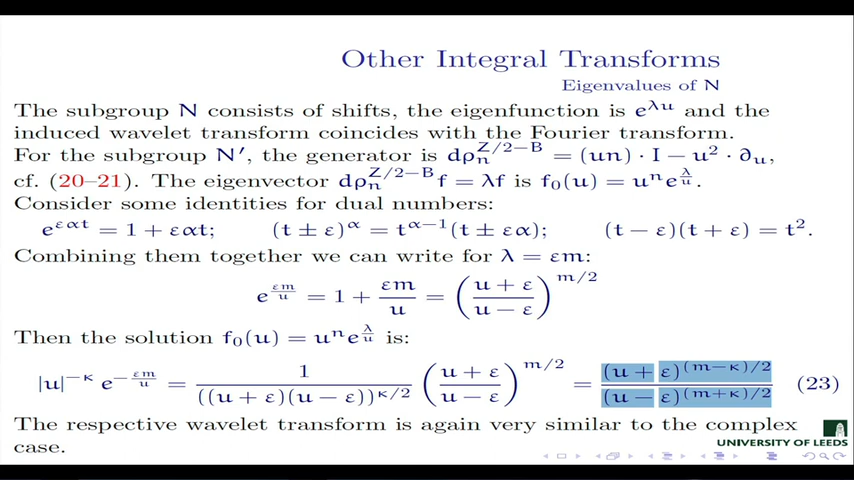 Other Integral Transforms
Eigenvalues of N
The subgroup N consists of shifts, the eigenfunction is e^{λu} and the
induced wavelet transform coincides with the Fourier transform.
For the subgroup N′, the generator is dρ_n^{Z/2−B} = (un) · I − u² · ∂_u,
cf. (20–21). The eigenvector dρ_n^{Z/2−B}f = λf is f₀(u) = uⁿe^{λ/u}.
Consider some identities for dual numbers:
e^{εαt} = 1 + εαt; (t ± ε)^α = t^{α−1}(t ± εα); (t − ε)(t + ε) = t².
Combining them together we can write for λ = εm:
e^{εm/u} = 1 + εm/u = ((u + ε)/(u − ε))^{m/2}
Then the solution f₀(u) = uⁿe^{λ/u} is:
|u|^{−κ} e^{−εm/u} = 1/((u + ε)(u − ε))^{κ/2} ((u + ε)/(u − ε))^{m/2} = (u + ε)^{(m−κ)/2}/(u − ε)^{(m+κ)/2} (23)
The respective wavelet transform is again very similar to the complex
case.
UNIVERSITY OF LEEDS